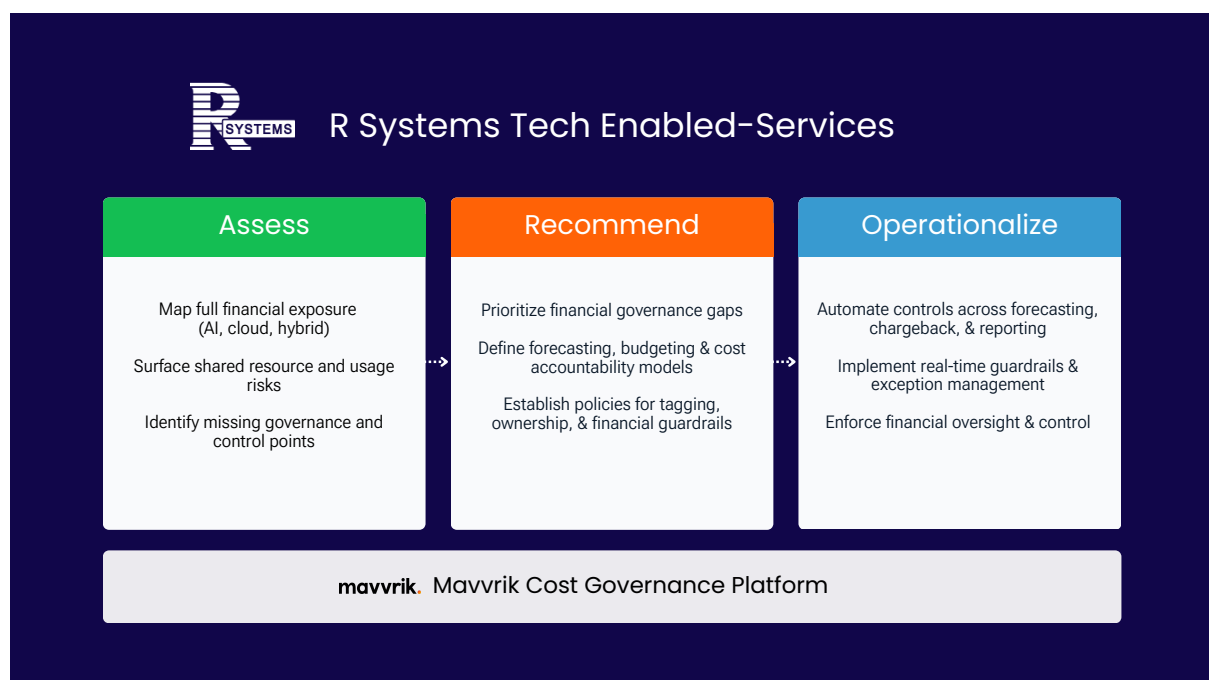 R SYSTEMS
R Systems Tech Enabled-Services
Assess
Map full financial exposure
(AI, cloud, hybrid)
Surface shared resource and usage
risks
Identify missing governance and
control points
Recommend
Prioritize financial governance gaps
Define forecasting, budgeting & cost
accountability models
Establish policies for tagging,
ownership, & financial guardrails
Operationalize
Automate controls across forecasting,
chargeback, & reporting
Implement real-time guardrails &
exception management
Enforce financial oversight & control
mavvrik. Mavvrik Cost Governance Platform